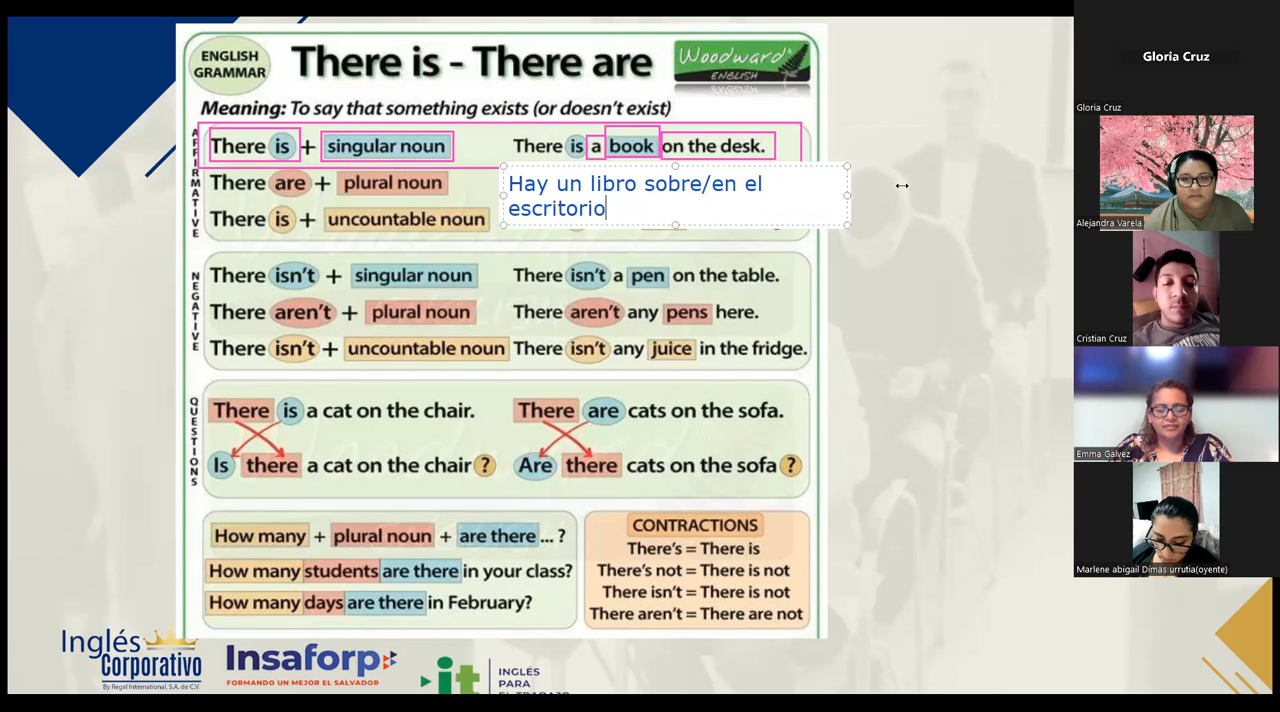 ENGLISH
GRAMMAR
There is - There are
Woodward®
ENGLISH
Meaning: To say that something exists (or doesn't exist)
AFFIRMATIVE
There is + singular noun
There is a book on the desk.
There are + plural noun
There is + uncountable noun
Hay un libro sobre/en el
escritorio
NEGATIVE
There isn't + singular noun
There isn't a pen on the table.
There aren't + plural noun
There aren't any pens here.
There isn't + uncountable noun
There isn't any juice in the fridge.
QUESTIONS
There is a cat on the chair.
There are cats on the sofa.
Is there a cat on the chair ?
Are there cats on the sofa ?
How many + plural noun + are there ... ?
How many students are there in your class?
How many days are there in February?
CONTRACTIONS
There's = There is
There's not = There is not
There isn't = There is not
There aren't = There are not
Inglés
Corporativo
By Regal International, S.A. de C.V.
Insaforp
FORMANDO UN MEJOR EL SALVADOR
it
INGLÉS
PARA
EL TRABAJO
Gloria Cruz
Gloria Cruz
Alejandra Varela
Cristian Cruz
Emma Galvez
Marlene abigail Dimas urrutia(oyente)